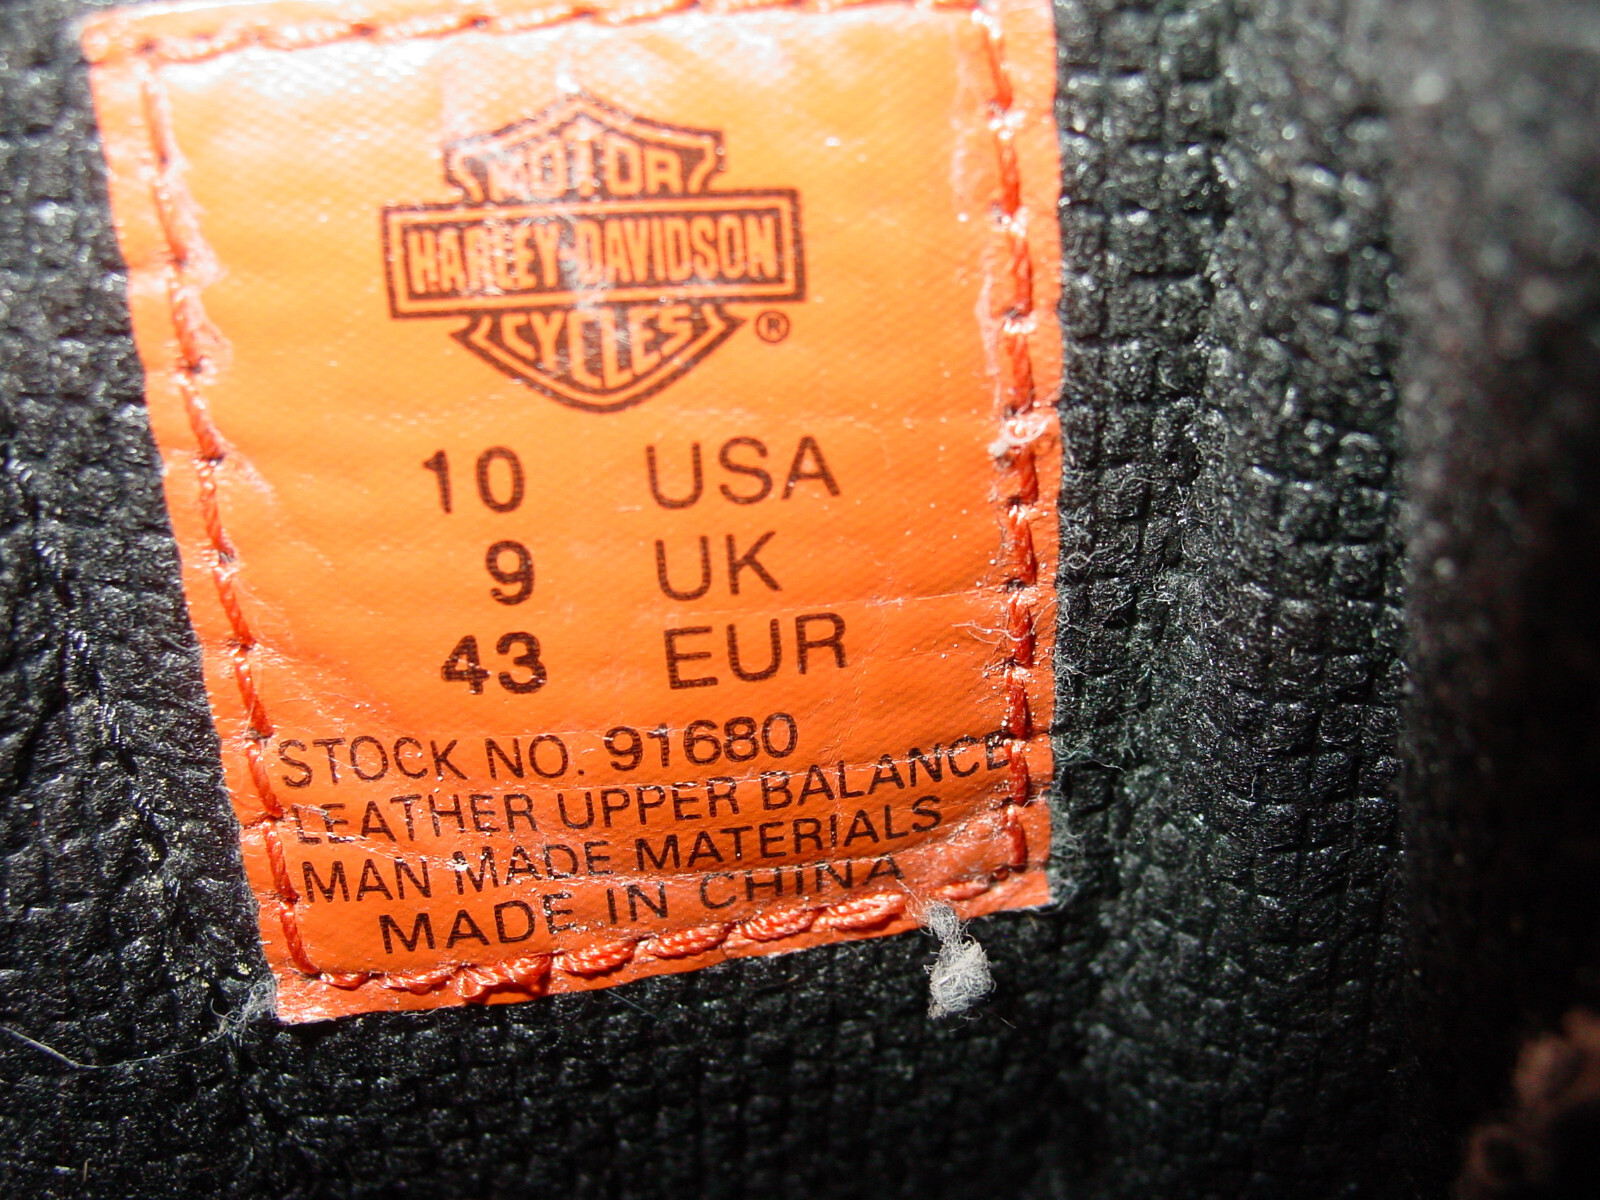 MOTOR
HARLEY-DAVIDSON
CYCLES ®
10 USA
9 UK
43 EUR
STOCK NO. 91680
LEATHER UPPER BALANCE
MAN MADE MATERIALS
MADE IN CHINA